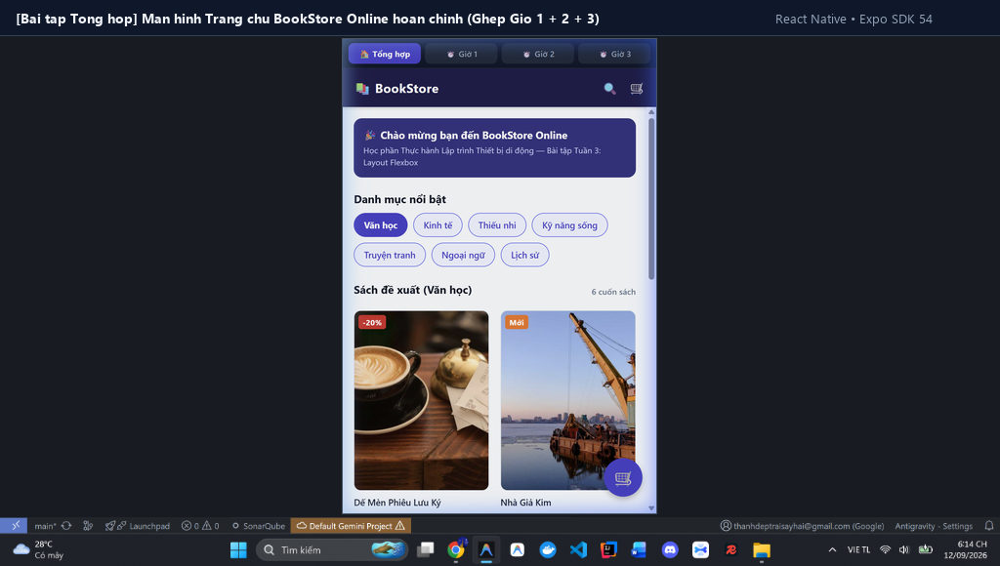 [Bai tap Tong hop] Man hinh Trang chu BookStore Online hoan chinh (Ghep Gio 1 + 2 + 3)
React Native • Expo SDK 54
Tổng hợp
Giờ 1
Giờ 2
Giờ 3
BookStore
Chào mừng bạn đến BookStore Online
Học phần Thực hành Lập trình Thiết bị di động — Bài tập Tuần 3:
Layout Flexbox
Danh mục nổi bật
Văn học
Kinh tế
Thiếu nhi
Kỹ năng sống
Truyện tranh
Ngoại ngữ
Lịch sử
Sách đề xuất (Văn học)
6 cuốn sách
-20%
Mới
Dế Mèn Phiêu Lưu Ký
Nhà Giả Kim
main*
Launchpad
0
0
SonarQube
Default Gemini Project
thanhdeptraisayhai@gmail.com (Google)
Antigravity - Settings
28°C
Có mây
Tìm kiếm
VIE TL
6:14 CH
12/09/2026